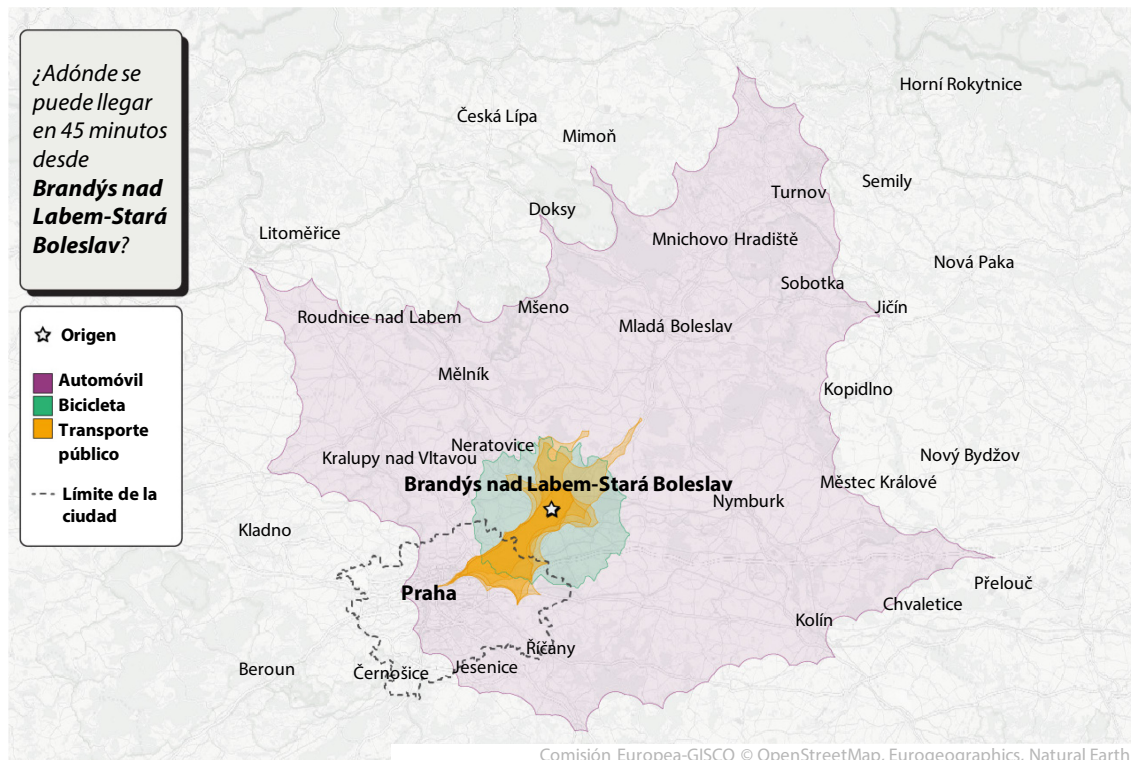 ¿Adónde se
puede llegar
en 45 minutos
desde
Brandýs nad
Labem-Stará
Boleslav?
Origen
Automóvil
Bicicleta
Transporte
público
Límite de la
ciudad
Horní Rokytnice
Česká Lípa
Mimoň
Semily
Turnov
Doksy
Litoměřice
Mnichovo Hradiště
Nová Paka
Sobotka
Mšeno
Jičín
Roudnice nad Labem
Mladá Boleslav
Mělník
Kopidlno
Neratovice
Kralupy nad Vltavou
Nový Bydžov
Brandýs nad Labem-Stará Boleslav
Městec Králové
Nymburk
Kladno
Přelouč
Praha
Chvaletice
Kolín
Říčany
Beroun
Černošice
Jesenice
Comisión Europea-GISCO © OpenStreetMap, Eurogeographics, Natural Earth